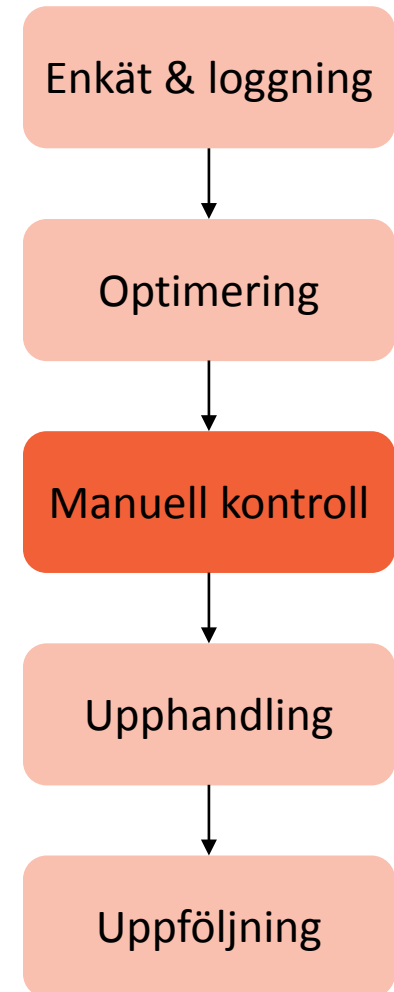 Enkät & loggning
Optimering
Manuell kontroll
Upphandling
Uppföljning